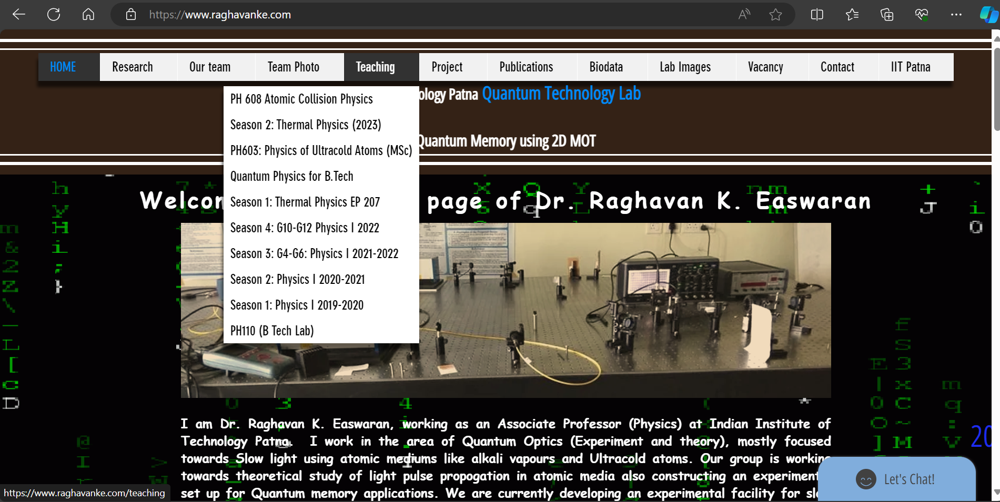 https://www.raghavanke.com
HOME
Research
Our team
Team Photo
Teaching
Project
Publications
Biodata
Lab Images
Vacancy
Contact
IIT Patna
PH 608 Atomic Collision Physics
Season 2: Thermal Physics (2023)
PH603: Physics of Ultracold Atoms (MSc)
Quantum Physics for B.Tech
Season 1: Thermal Physics EP 207
Season 4: G10-G12 Physics I 2022
Season 3: G4-G6: Physics I 2021-2022
Season 2: Physics I 2020-2021
Season 1: Physics I 2019-2020
PH110 (B Tech Lab)
ology Patna Quantum Technology Lab
Quantum Memory using 2D MOT
Welcom page of Dr. Raghavan K. Easwaran
I am Dr. Raghavan K. Easwaran, working as an Associate Professor (Physics) at Indian Institute of
Technology Patna. I work in the area of Quantum Optics (Experiment and theory), mostly focused
towards Slow light using atomic mediums like alkali vapours and Ultracold atoms. Our group is working
towards theoretical study of light pulse propogation in atomic media also constructing an experiment
set up for Quantum memory applications. We are currently developing an experimental facility for slo
20
Let's Chat!
https://www.raghavanke.com/teaching